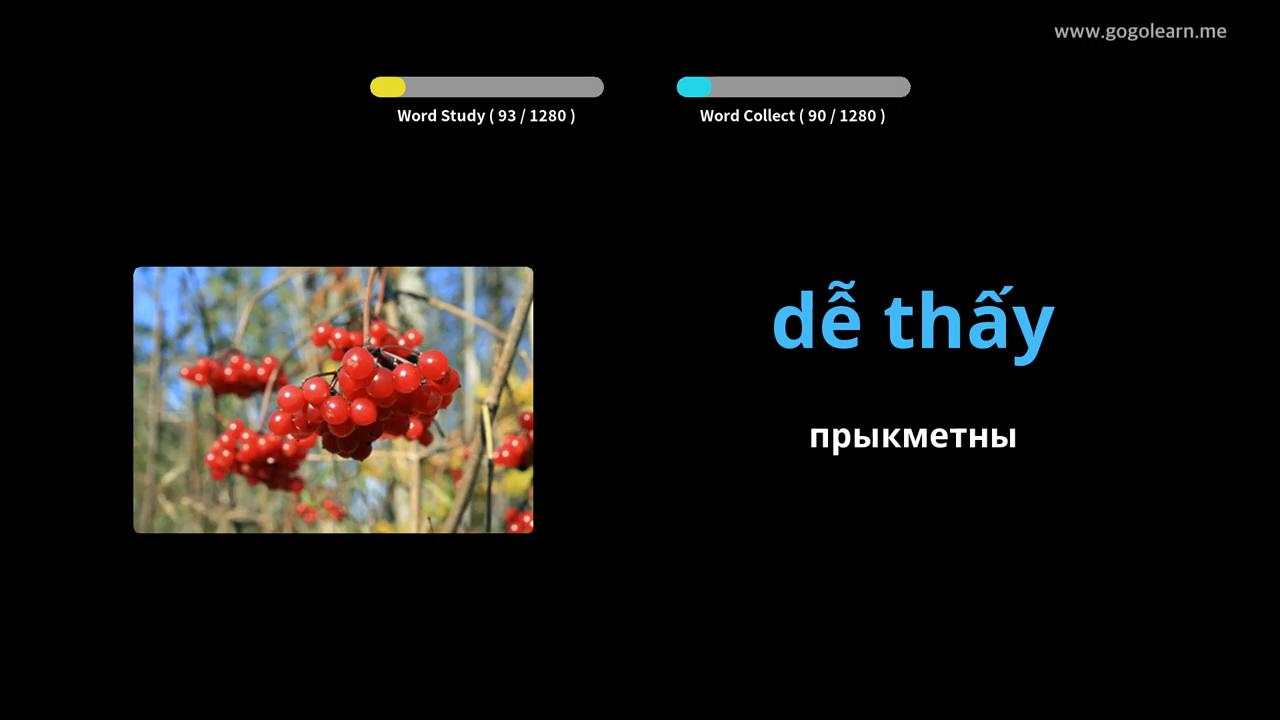 www.gogolearn.me
Word Study ( 93 / 1280 )
Word Collect ( 90 / 1280 )
dễ thấy
прыкметны